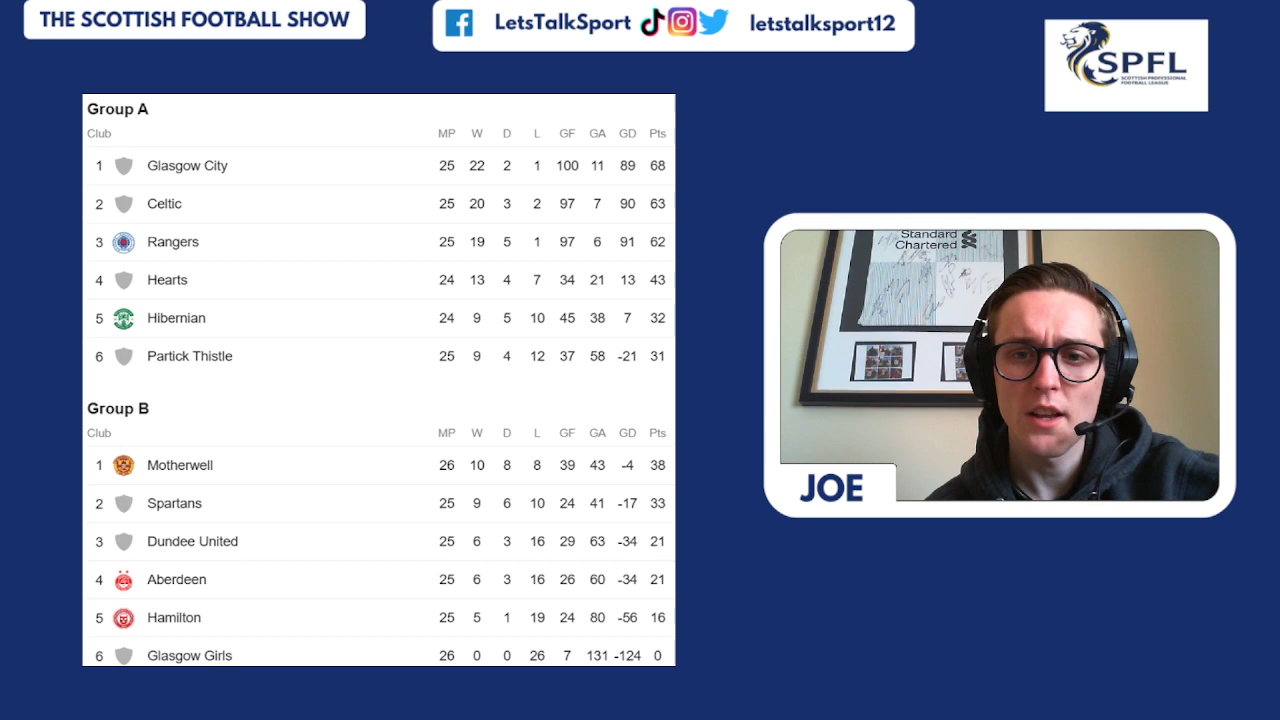 THE SCOTTISH FOOTBALL SHOW
LetsTalkSport letstalksport12
SPFL
SCOTTISH PROFESSIONAL
FOOTBALL LEAGUE
Group A
Club MP W D L GF GA GD Pts
1 Glasgow City 25 22 2 1 100 11 89 68
2 Celtic 25 20 3 2 97 7 90 63
3 Rangers 25 19 5 1 97 6 91 62
4 Hearts 24 13 4 7 34 21 13 43
5 Hibernian 24 9 5 10 45 38 7 32
6 Partick Thistle 25 9 4 12 37 58 -21 31
Group B
Club MP W D L GF GA GD Pts
1 Motherwell 26 10 8 8 39 43 -4 38
2 Spartans 25 9 6 10 24 41 -17 33
3 Dundee United 25 6 3 16 29 63 -34 21
4 Aberdeen 25 6 3 16 26 60 -34 21
5 Hamilton 25 5 1 19 24 80 -56 16
6 Glasgow Girls 26 0 0 26 7 131 -124 0
Standard
Chartered
JOE